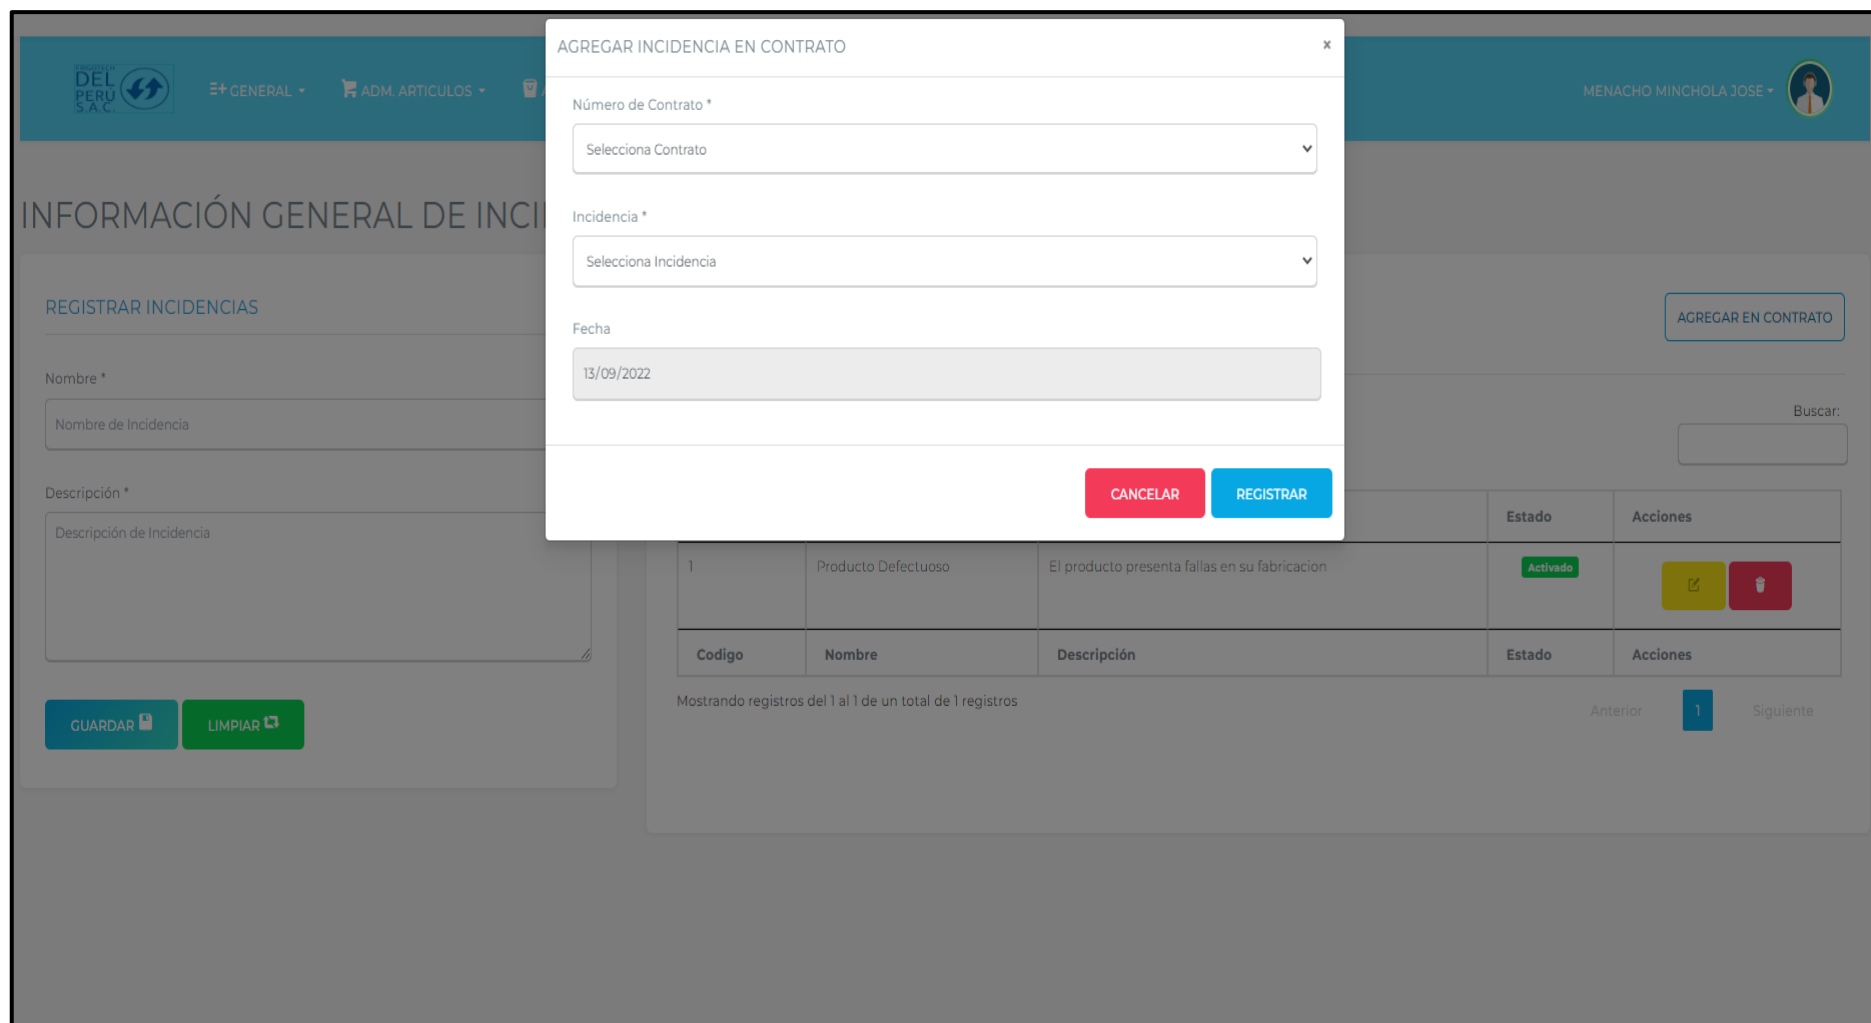 AGREGAR INCIDENCIA EN CONTRATO x
DEL
PERÚ
S.A.C.
GENERAL
ADM. ARTICULOS
MENACHO MINCHOLA JOSE
Número de Contrato *
Selecciona Contrato
Incidencia *
Selecciona Incidencia
Fecha
13/09/2022
CANCELAR REGISTRAR
INFORMACIÓN GENERAL DE
REGISTRAR INCIDENCIAS
Nombre *
Nombre de Incidencia
Descripción *
Descripción de Incidencia
GUARDAR LIMPIAR
AGREGAR EN CONTRATO
Buscar:
Estado Acciones
1 Producto Defectuoso El producto presenta fallas en su fabricacion Activado
Codigo Nombre Descripción Estado Acciones
Mostrando registros del 1 al 1 de un total de 1 registros
Anterior 1 Siguiente